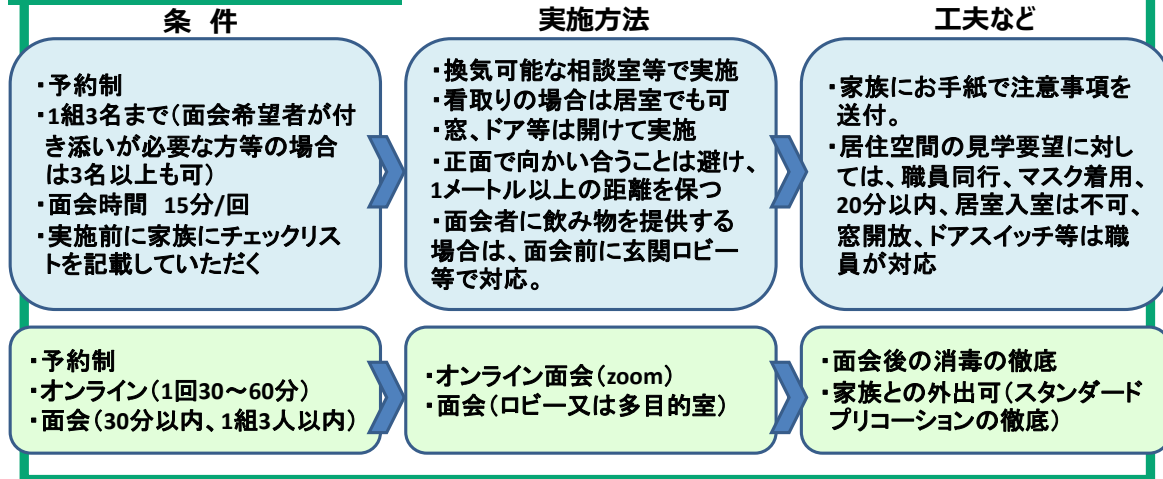 条 件
実施方法
工夫など
・予約制
・1組3名まで(面会希望者が付
き添いが必要な方等の場合
は3名以上も可)
・面会時間 15分/回
・実施前に家族にチェックリス
トを記載していただく
・換気可能な相談室等で実施
・看取りの場合は居室でも可
・窓、ドア等は開けて実施
・正面で向かい合うことは避け、
1メートル以上の距離を保つ
・面会者に飲み物を提供する
場合は、面会前に玄関ロビー
等で対応。
・家族にお手紙で注意事項を
送付。
・居住空間の見学要望に対し
ては、職員同行、マスク着用、
20分以内、居室入室は不可、
窓開放、ドアスイッチ等は職
員が対応
・予約制
・オンライン(1回30～60分)
・面会(30分以内、1組3人以内)
・オンライン面会(zoom)
・面会(ロビー又は多目的室)
・面会後の消毒の徹底
・家族との外出可(スタンダード
プリコーションの徹底)